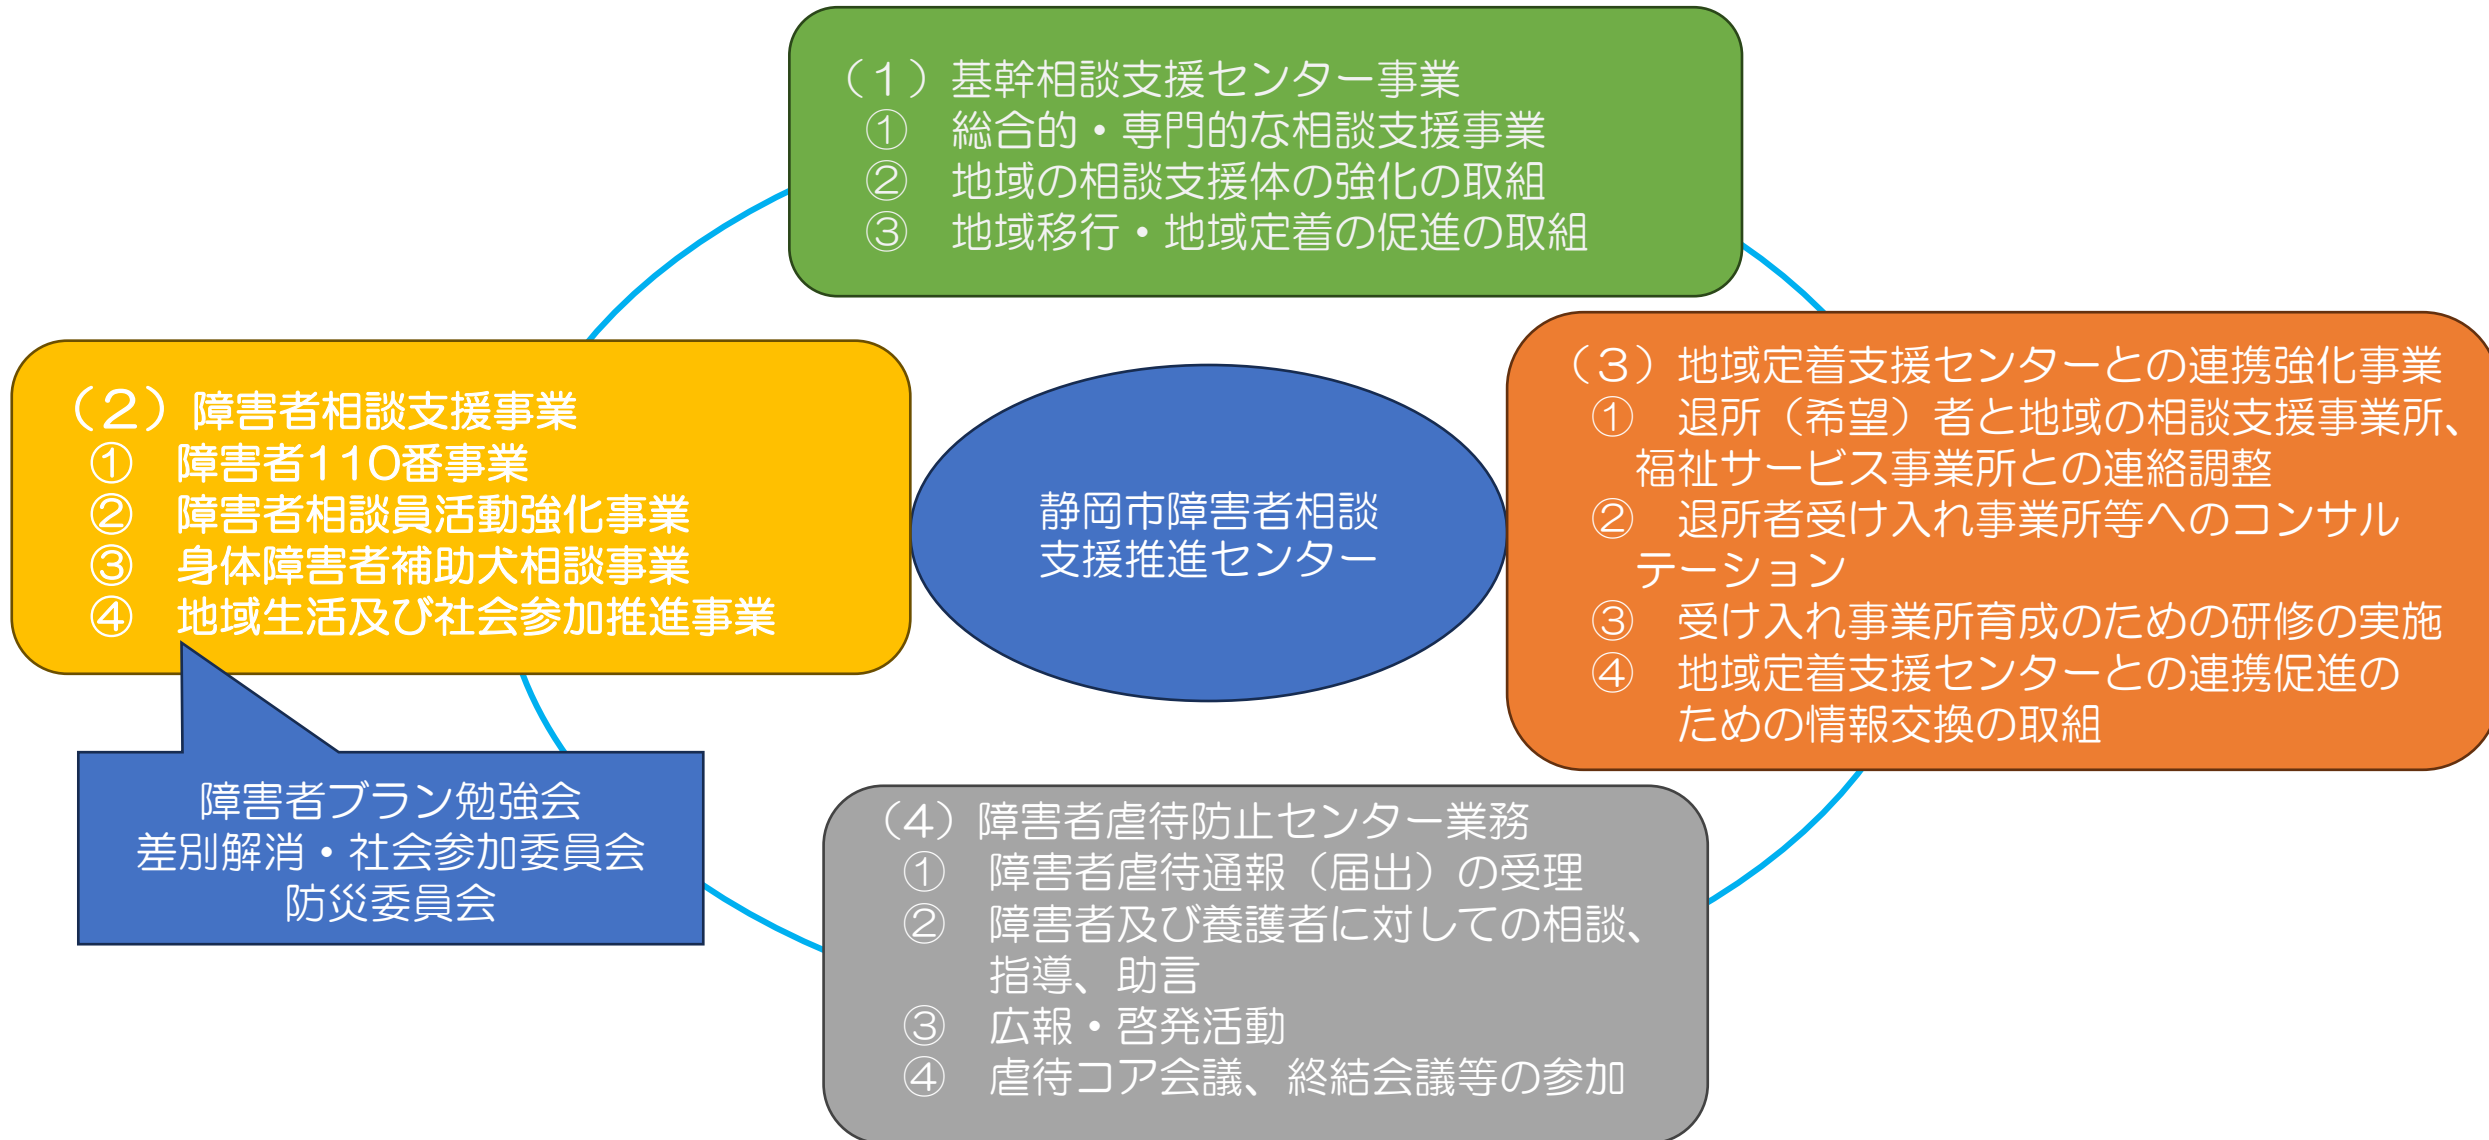 （1）基幹相談支援センター事業
① 総合的・専門的な相談支援事業
② 地域の相談支援体の強化の取組
③ 地域移行・地域定着の促進の取組
（2）障害者相談支援事業
① 障害者110番事業
② 障害者相談員活動強化事業
③ 身体障害者補助犬相談事業
④ 地域生活及び社会参加推進事業
静岡市障害者相談
支援推進センター
（3）地域定着支援センターとの連携強化事業
① 退所（希望）者と地域の相談支援事業所、
福祉サービス事業所との連絡調整
② 退所者受け入れ事業所等へのコンサル
テーション
③ 受け入れ事業所育成のための研修の実施
④ 地域定着支援センターとの連携促進の
ための情報交換の取組
障害者プラン勉強会
差別解消・社会参加委員会
防災委員会
（4）障害者虐待防止センター業務
① 障害者虐待通報（届出）の受理
② 障害者及び養護者に対しての相談、
指導、助言
③ 広報・啓発活動
④ 虐待コア会議、終結会議等の参加